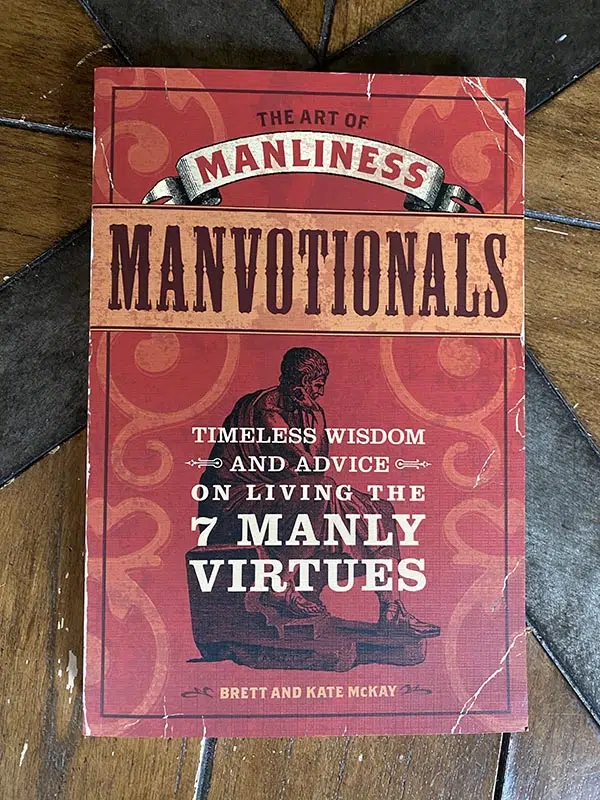 THE ART OF
MANLINESS
MANVOTIONALS
TIMELESS WISDOM
AND ADVICE
ON LIVING THE
7 MANLY
VIRTUES
BRETT AND KATE McKAY